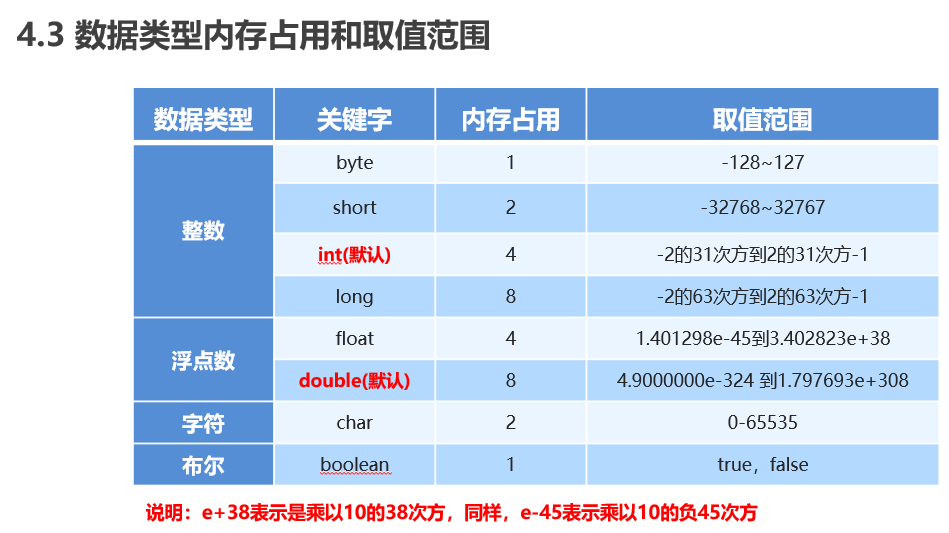 4.3 数据类型内存占用和取值范围
数据类型 关键字 内存占用 取值范围
整数 byte 1 -128~127
short 2 -32768~32767
int(默认) 4 -2的31次方到2的31次方-1
long 8 -2的63次方到2的63次方-1
浮点数 float 4 1.401298e-45到3.402823e+38
double(默认) 8 4.9000000e-324 到1.797693e+308
字符 char 2 0-65535
布尔 boolean 1 true，false
说明：e+38表示是乘以10的38次方，同样，e-45表示乘以10的负45次方